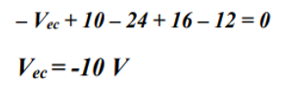 – Vec + 10 – 24 + 16 – 12 = 0
Vec = -10 V